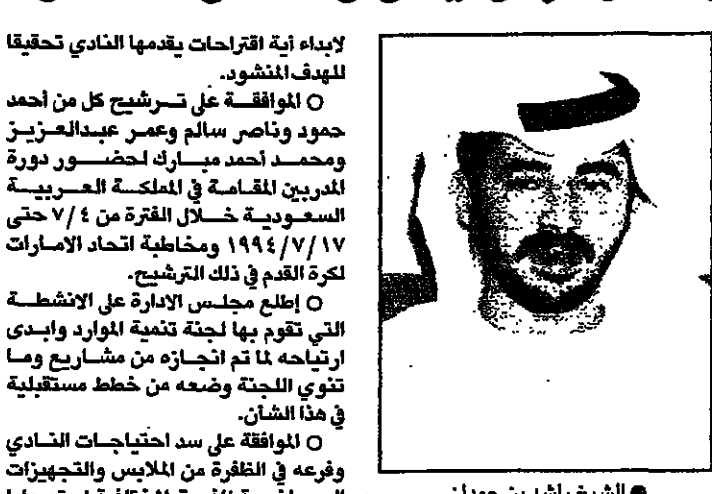 لابداء أية اقتراحات يقدمها النادي تحقيقا
للهدف المنشود.
○ الموافقة على ترشيح كل من أحمد
حمود وناصر سالم وعمر عبدالعزيز
ومحمد أحمد مبارك لحضور دورة
المدربين المقامة في المملكة العربية
السعودية خلال الفترة من ٧/٤ حتى
١٩٩٤/٧/١٧ ومخاطبة اتحاد الامارات
لكرة القدم في ذلك الترشيح.
○ إطلع مجلس الادارة على الانشطة
التي تقوم بها لجنة تنمية الموارد وابدى
ارتياحه لما تم انجازه من مشاريع وما
تنوي اللجنة وضعه من خطط مستقبلية
في هذا الشأن.
○ الموافقة على سد احتياجات النادي
وفرعه في الظفرة من الملابس والتجهيزات
● الشيخ راشد بن حمدان